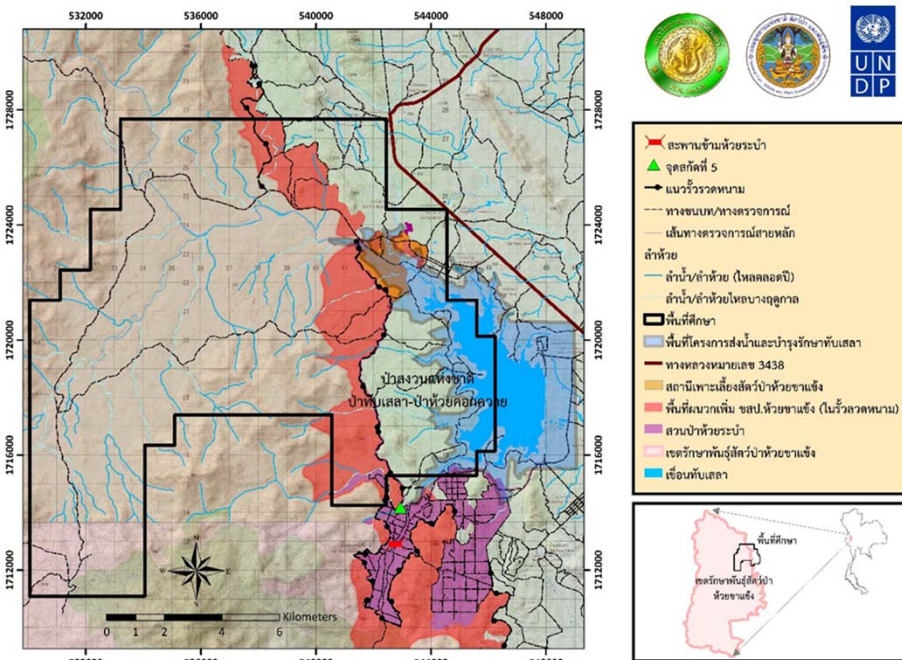 532000 536000 540000 544000 548000
1728000 1728000
1724000 1724000
1720000 1720000
1716000 1716000
1712000 1712000
ป่าสงวนแห่งชาติ
ป่าทับเสลา-ป่าห้วยคอกควาย
N
W E
S
0 1 2 4 6 Kilometers
U N
D P
สะพานข้ามห้วยระบำ
จุดสกัดที่ 5
แนวรั้วรวดหนาม
ทางชนบท/ทางตรวจการณ์
เส้นทางตรวจการณ์สายหลัก
ลำห้วย
ลำน้ำ/ลำห้วย (ไหลตลอดปี)
ลำน้ำ/ลำห้วยไหลบางฤดูกาล
พื้นที่ศึกษา
พื้นที่โครงการส่งน้ำและบำรุงรักษาทับเสลา
ทางหลวงหมายเลข 3438
สถานีเพาะเลี้ยงสัตว์ป่าห้วยขาแข้ง
พื้นที่ผนวกเพิ่ม ขสป.ห้วยขาแข้ง (ในรั้วลวดหนาม)
สวนป่าห้วยระบำ
เขตรักษาพันธุ์สัตว์ป่าห้วยขาแข้ง
เขื่อนทับเสลา
พื้นที่ศึกษา
เขตรักษาพันธุ์สัตว์ป่า
ห้วยขาแข้ง